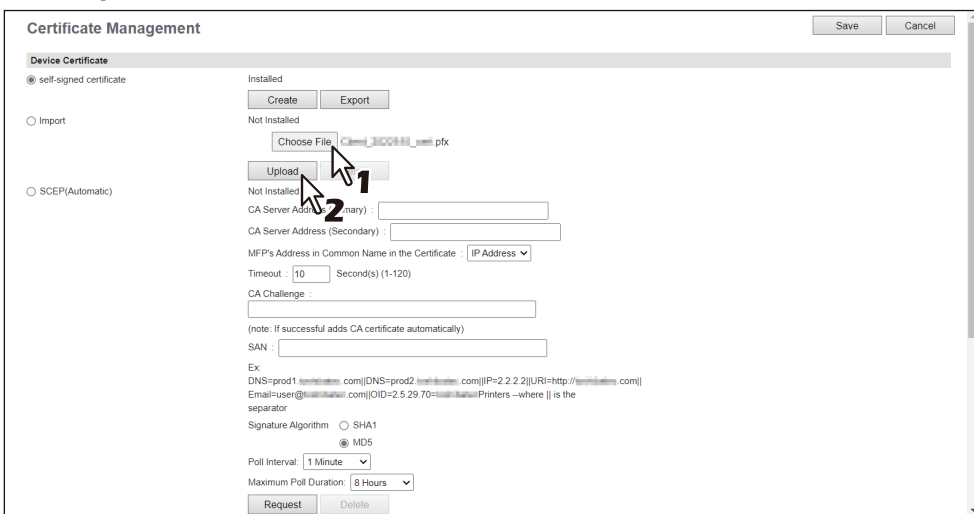 Certificate Management
Save Cancel
Device Certificate
self-signed certificate Installed
Create Export
Import Not Installed
Choose File .pfx
Upload
1
SCEP(Automatic) Not Installed
2
CA Server Address mary) :
CA Server Address (Secondary) :
MFP's Address in Common Name in the Certificate : IP Address
Timeout : 10 Second(s) (1-120)
CA Challenge :
(note: If successful adds CA certificate automatically)
SAN :
Ex:
DNS=prod1. .com||DNS=prod2. .com||IP=2.2.2.2||URI=http:// .com||
Email=user@ .com||OID=2.5.29.70= Printers --where || is the
separator
Signature Algorithm SHA1
MD5
Poll Interval: 1 Minute
Maximum Poll Duration: 8 Hours
Request Delete